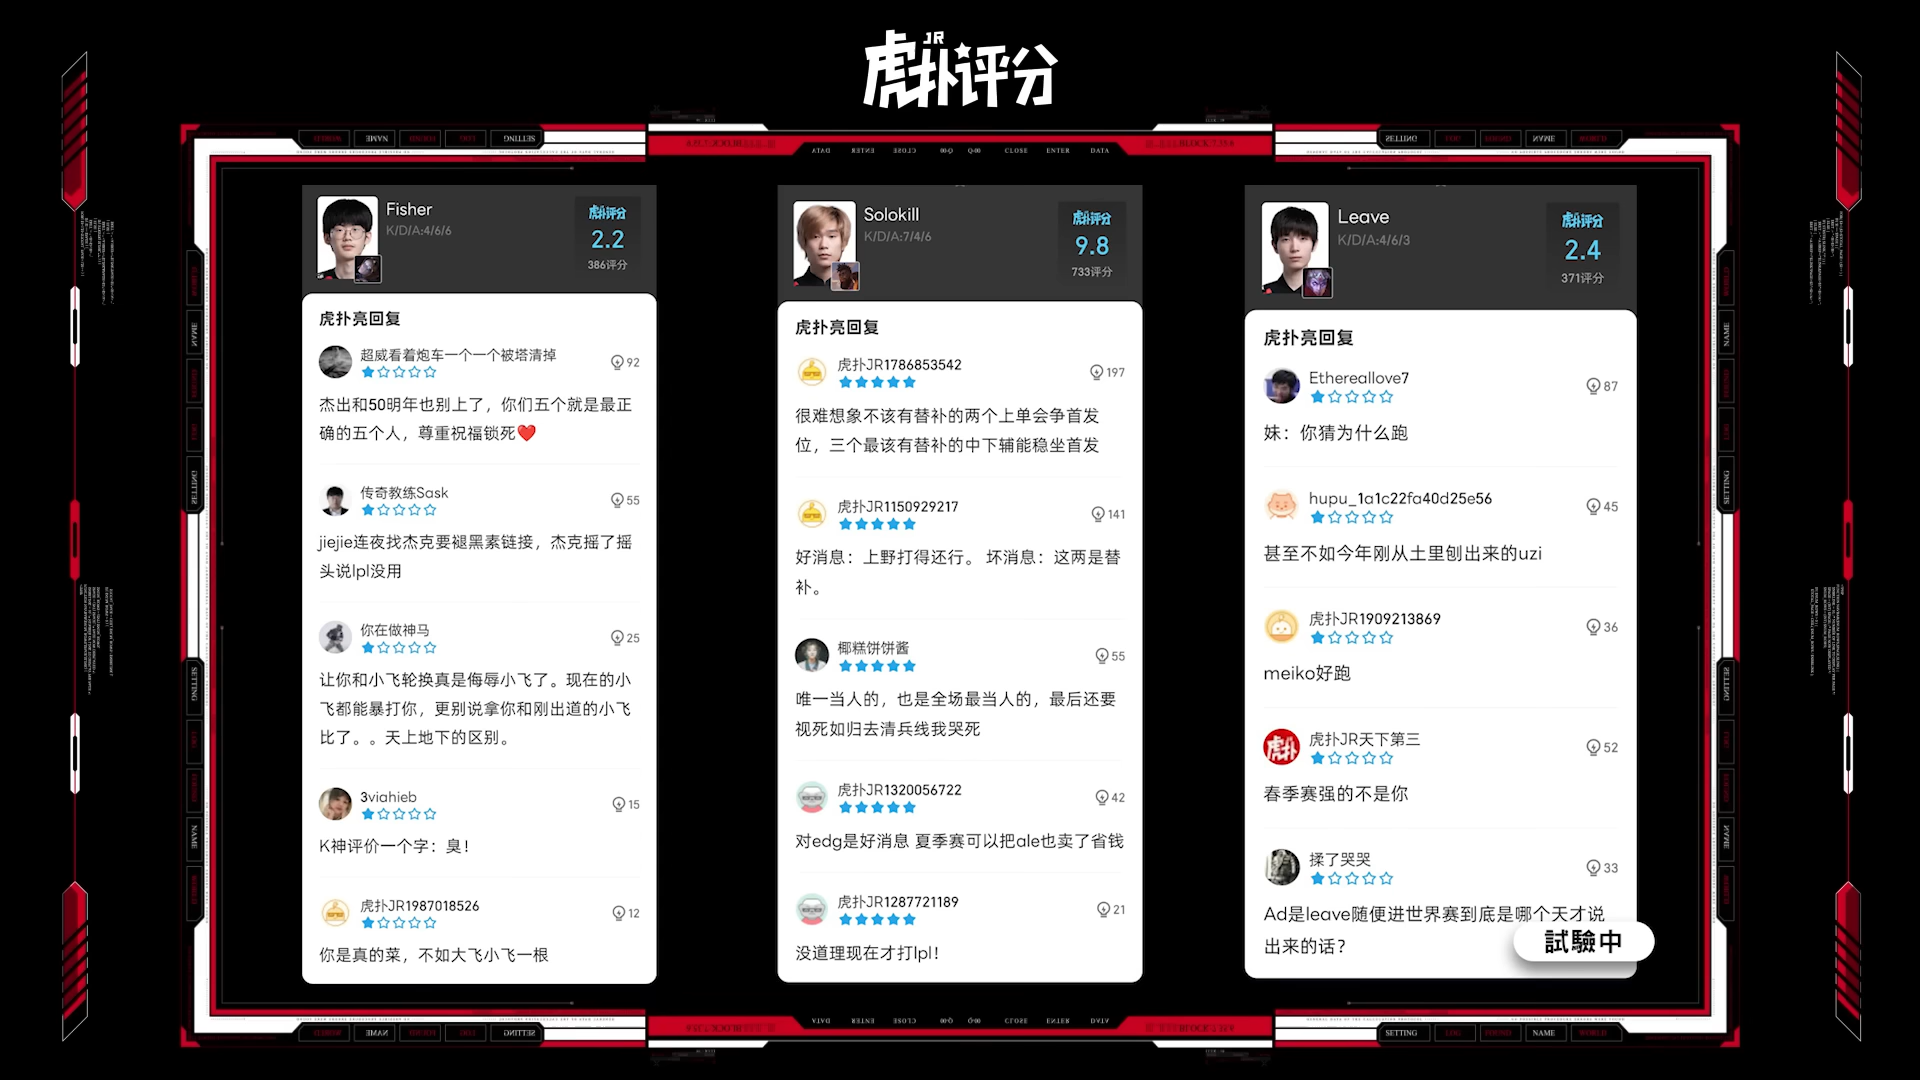 JR
虎扑评分
SETTING
NAME
CLOSE
ENTER
DATA
Fisher
K/D/A:4/6/6
虎扑评分
2.2
386评分
虎扑亮回复
超威看着炮车一个一个被塔清掉
92
杰出和50明年也别上了，你们五个就是最正
确的五个人，尊重祝福锁死❤️
传奇教练Sask
55
jiejie连夜找杰克要褪黑素链接，杰克摇了摇
头说lpl没用
你在做神马
25
让你和小飞轮换真是侮辱小飞了。现在的小
飞都能暴打你，更别说拿你和刚出道的小飞
比了。。天上地下的区别。
3viahieb
15
K神评价一个字：臭！
虎扑JR1987018526
12
你是真的菜，不如大飞小飞一根
Solokill
K/D/A:7/4/6
虎扑评分
9.8
733评分
虎扑亮回复
虎扑JR1786853542
197
很难想象不该有替补的两个上单会争首发
位，三个最该有替补的中下辅能稳坐首发
虎扑JR1150929217
141
好消息：上野打得还行。 坏消息：这两是替
补。
椰糕饼饼酱
55
唯一当人的，也是全场最当人的，最后还要
视死如归去清兵线我哭死
虎扑JR1320056722
42
对edg是好消息 夏季赛可以把ale也卖了省钱
虎扑JR1287721189
21
没道理现在才打lpl！
Leave
K/D/A:4/6/3
虎扑评分
2.4
371评分
虎扑亮回复
Ethereallove7
87
妹：你猜为什么跑
hupu_1a1c22fa40d25e56
45
甚至不如今年刚从土里刨出来的uzi
虎扑JR1909213869
36
meiko好跑
虎扑JR天下第三
52
春季赛强的不是你
揉了哭哭
33
Ad是leave随便进世界赛到底是哪个天才说
出来的话？
試驗中
CLOSE
ENTER
DATA
SETTING
NAME